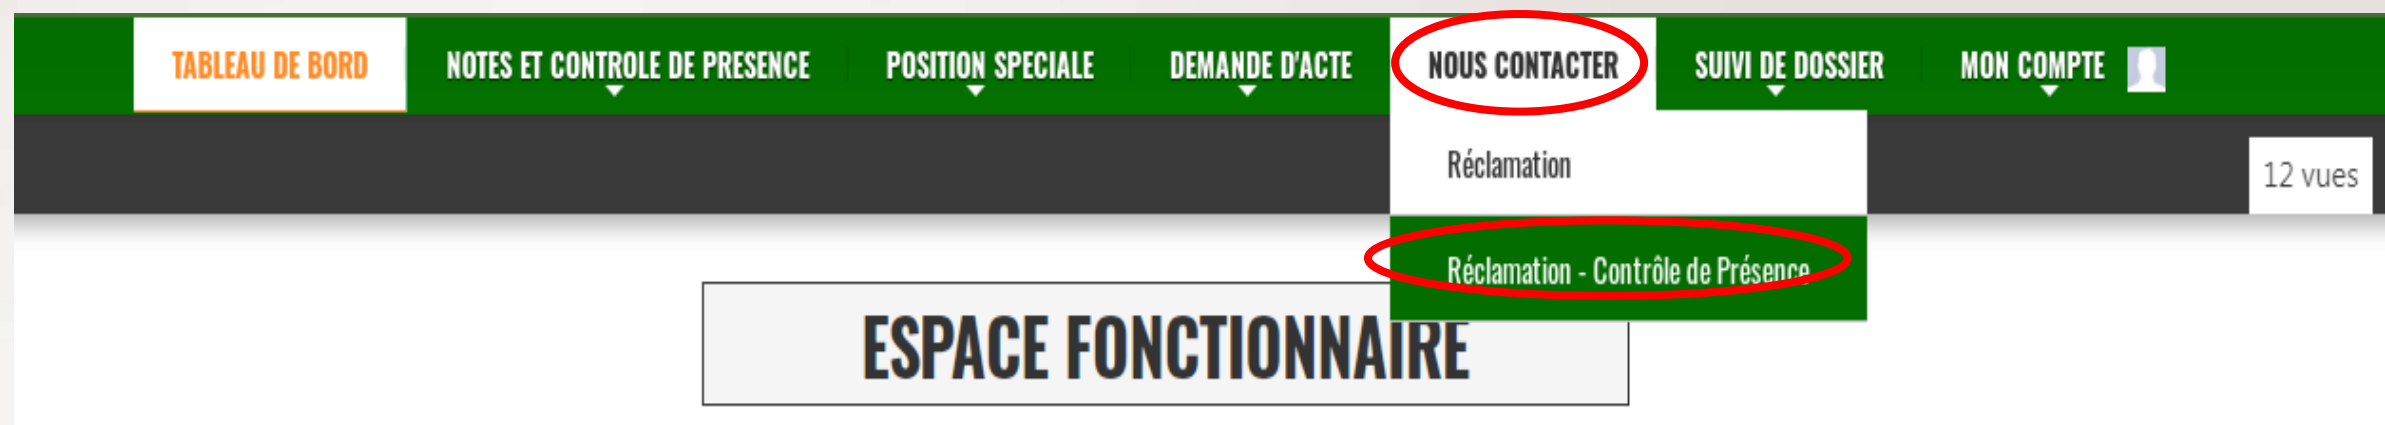 TABLEAU DE BORD NOTES ET CONTROLE DE PRESENCE POSITION SPECIALE DEMANDE D'ACTE NOUS CONTACTER SUIVI DE DOSSIER MON COMPTE
Réclamation
12 vues
Réclamation - Contrôle de Présence
ESPACE FONCTIONNAIRE